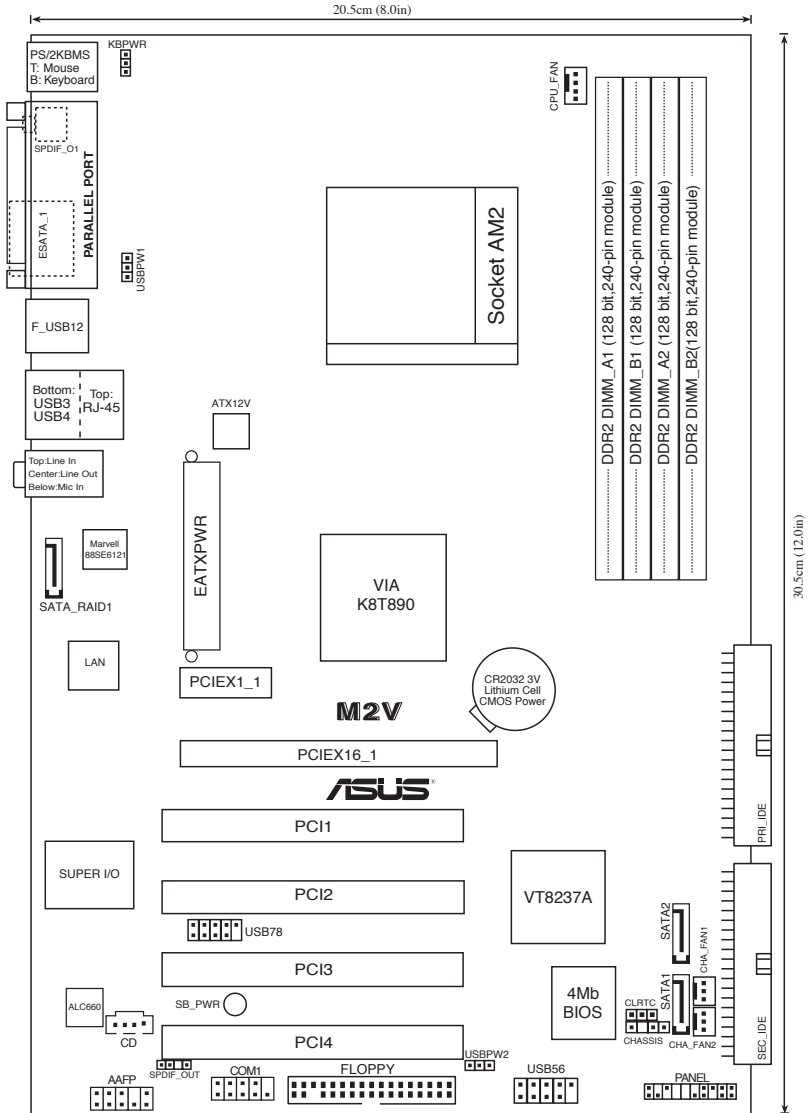 20.5cm (8.0in)
PS/2KBMS
T: Mouse
B: Keyboard
KBPWR
CPU_FAN
SPDIF_O1
PARALLEL PORT
ESATA_1
USBPW1
Socket AM2
DDR2 DIMM_A1 (128 bit,240-pin module)
DDR2 DIMM_B1 (128 bit,240-pin module)
DDR2 DIMM_A2 (128 bit,240-pin module)
DDR2 DIMM_B2(128 bit,240-pin module)
30.5cm (12.0in)
F_USB12
Bottom:
USB3
USB4
Top:
RJ-45
ATX12V
Top:Line In
Center:Line Out
Below:Mic In
EATXPWR
Marvell
88SE6121
SATA_RAID1
VIA
K8T890
LAN
PCIEX1_1
CR2032 3V
Lithium Cell
CMOS Power
M2V
PCIEX16_1
ASUS®
PRI_IDE
PCI1
SUPER I/O
PCI2
VT8237A
USB78
SATA2
CHA_FAN1
PCI3
SB_PWR
ALC660
CD
4Mb
BIOS
CLRTC
CHASSIS
SATA1
CHA_FAN2
SEC_IDE
PCI4
SPDIF_OUT
AAFP
COM1
FLOPPY
USBPW2
USB56
PANEL